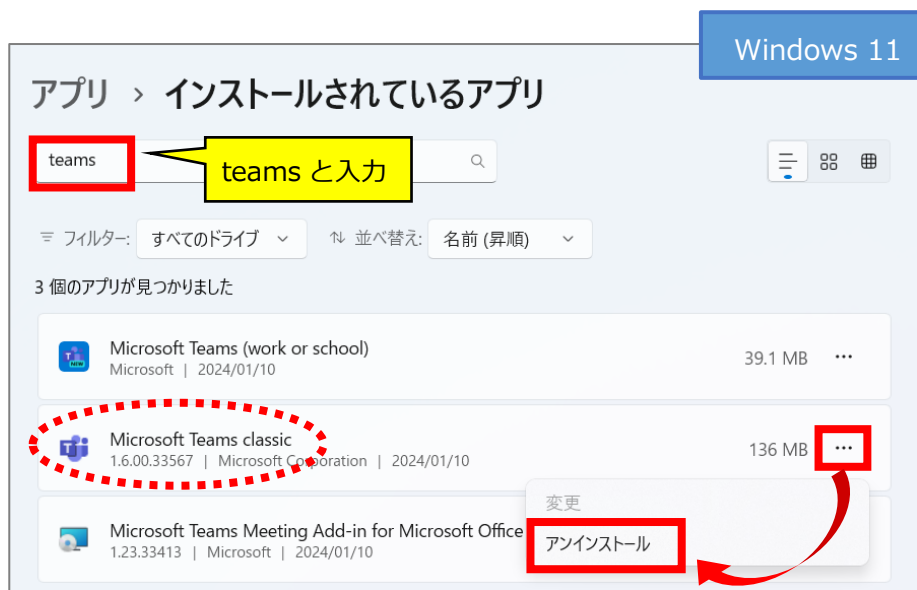 Windows 11
アプリ › インストールされているアプリ
teams
teams と入力
フィルター: すべてのドライブ 並べ替え: 名前 (昇順)
3 個のアプリが見つかりました
Microsoft Teams (work or school)
Microsoft | 2024/01/10
39.1 MB ···
Microsoft Teams classic
1.6.00.33567 | Microsoft Corporation | 2024/01/10
136 MB ···
変更
アンインストール
Microsoft Teams Meeting Add-in for Microsoft Office
1.23.33413 | Microsoft | 2024/01/10